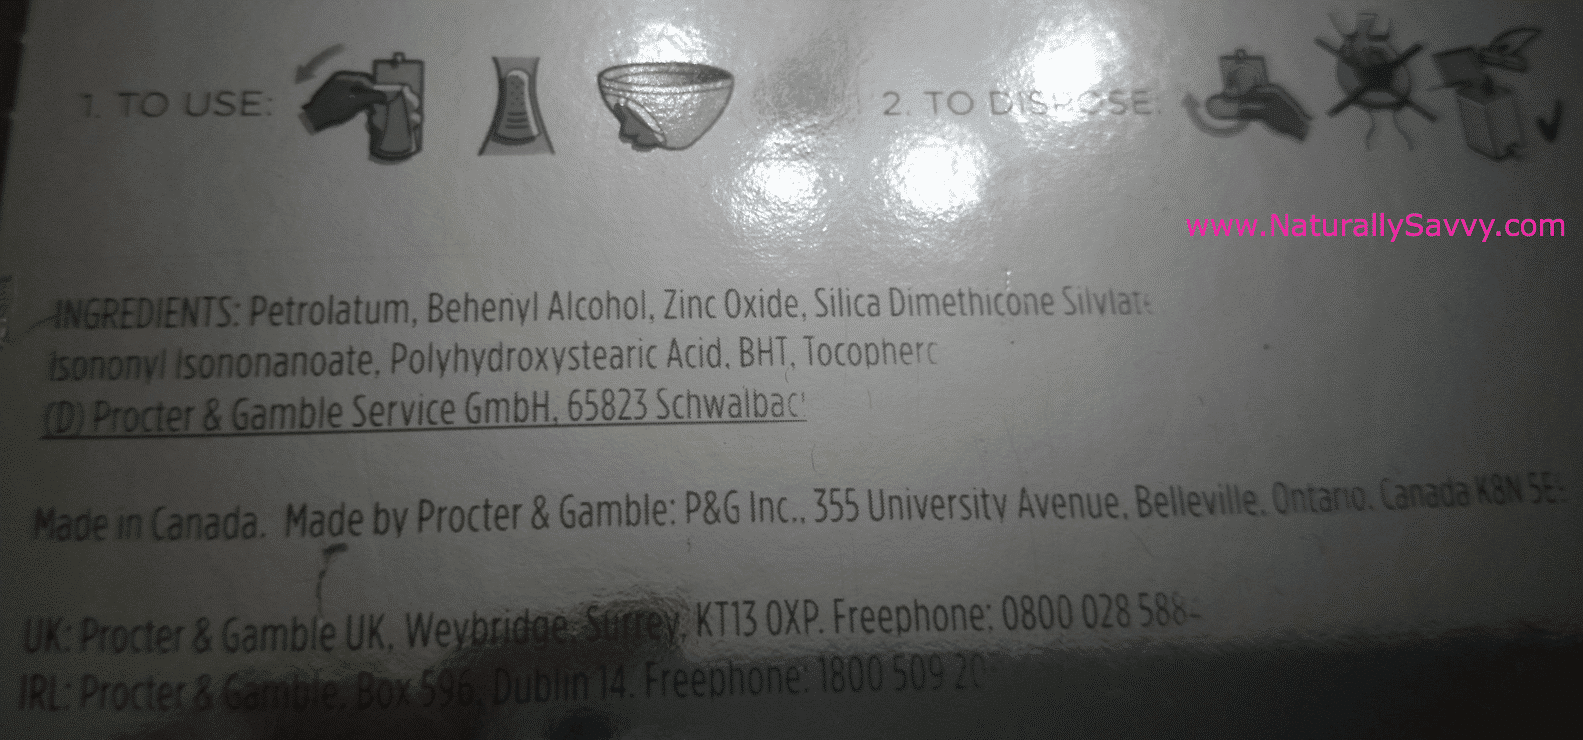 1. TO USE:
2. TO DISPOSE:
www.NaturallySavvy.com
INGREDIENTS: Petrolatum, Behenyl Alcohol, Zinc Oxide, Silica Dimethicone
Isononyl Isononanoate, Polyhydroxystearic Acid, BHT,
(D) Procter & Gamble Service GmbH, 65823
Made in Canada. Made by Procter & Gamble: P&G Inc., 355 University Avenue, Belleville, Ontario, Canada K8N
UK: Procter & Gamble UK, Weybridge, Surrey, KT13 0XP. Freephone: 0800 028
IRL: Procter & Gamble, Box 596, Dublin 14. Freephone: 1800 509